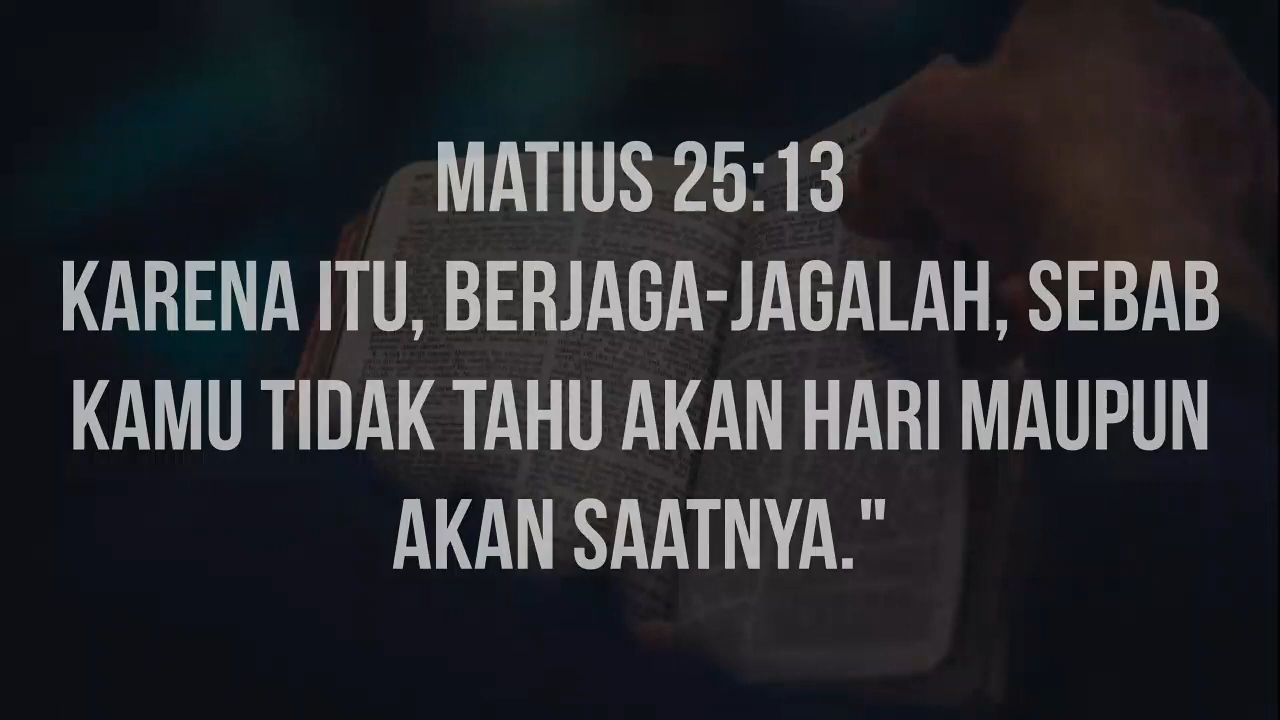 MATIUS 25:13
KARENA ITU, BERJAGA-JAGALAH, SEBAB
KAMU TIDAK TAHU AKAN HARI MAUPUN
AKAN SAATNYA."